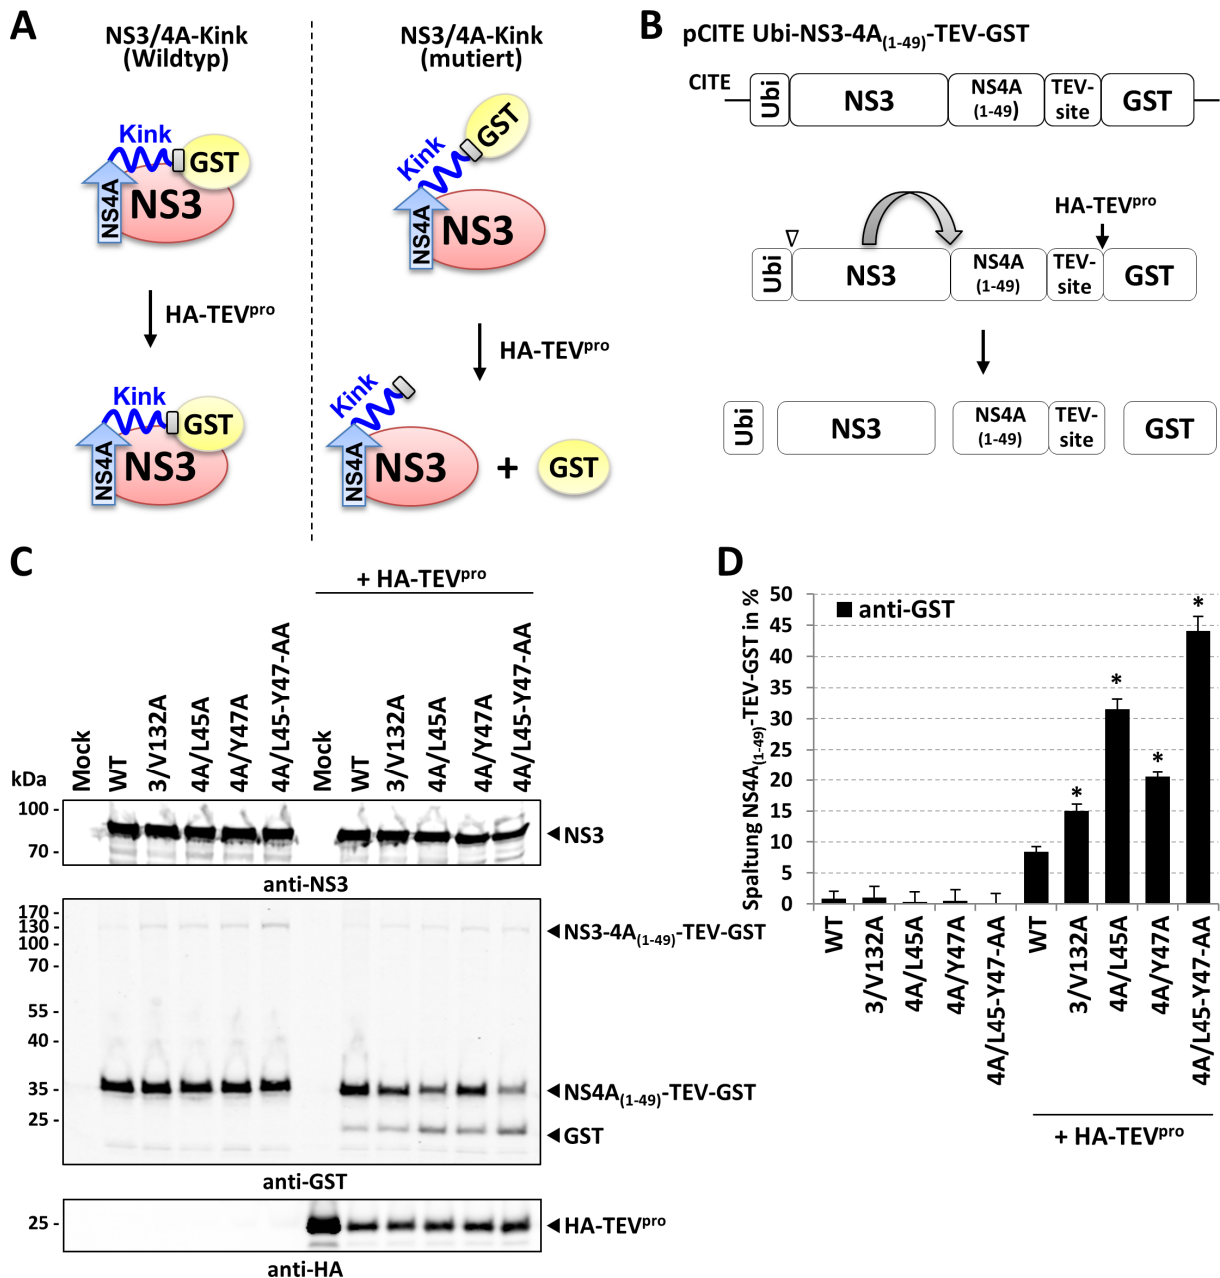 A
NS3/4A-Kink
(Wildtyp)
NS3/4A-Kink
(mutiert)
Kink
GST
NS4A
NS3
Kink
GST
NS4A
NS3
HA-TEVpro
HA-TEVpro
Kink
GST
NS4A
NS3
Kink
NS4A
NS3
+
GST
B
pCITE Ubi-NS3-4A(1-49)-TEV-GST
CITE
Ubi
NS3
NS4A
(1-49)
TEV-
site
GST
HA-TEVpro
Ubi
NS3
NS4A
(1-49)
TEV-
site
GST
Ubi
NS3
NS4A
(1-49)
TEV-
site
GST
C
+ HA-TEVpro
kDa
Mock
WT
3/V132A
4A/L45A
4A/Y47A
4A/L45-Y47-AA
Mock
WT
3/V132A
4A/L45A
4A/Y47A
4A/L45-Y47-AA
100 -
70 -
NS3
anti-NS3
170 -
130 -
100 -
70 -
55 -
40 -
35 -
25 -
NS3-4A(1-49)-TEV-GST
NS4A(1-49)-TEV-GST
GST
anti-GST
25 -
HA-TEVpro
anti-HA
D
Spaltung NS4A(1-49)-TEV-GST in %
50
45
40
35
30
25
20
15
10
5
0
anti-GST
*
*
*
*
WT
3/V132A
4A/L45A
4A/Y47A
4A/L45-Y47-AA
WT
3/V132A
4A/L45A
4A/Y47A
4A/L45-Y47-AA
+ HA-TEVpro